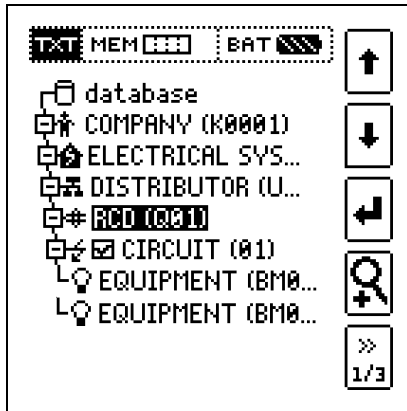 TXT MEM BAT
database
COMPANY (K0001)
ELECTRICAL SYS...
DISTRIBUTOR (U...
RCD (Q01)
CIRCUIT (01)
EQUIPMENT (BM0...
EQUIPMENT (BM0...
>>
1/3